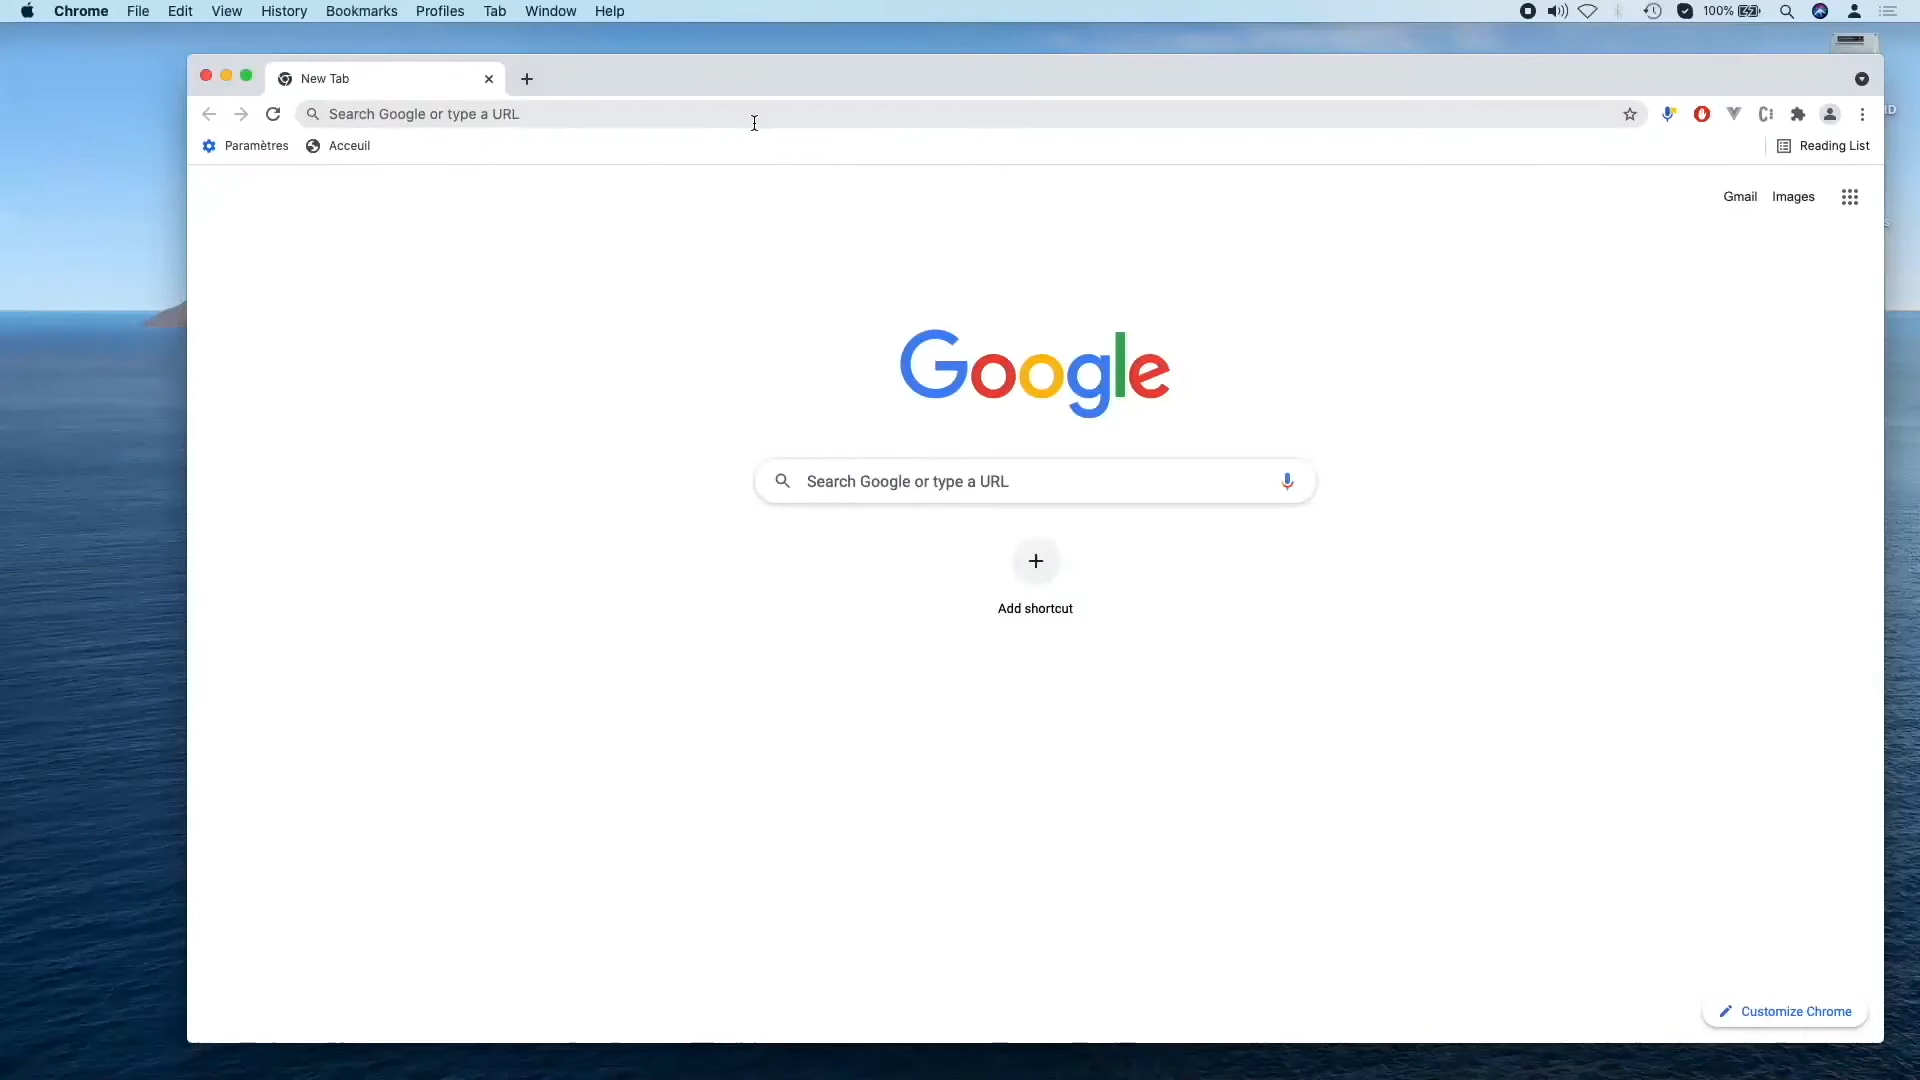 Chrome File Edit View History Bookmarks Profiles Tab Window Help 100%
New Tab
Search Google or type a URL
Paramètres Acceuil Reading List
Gmail Images
Google
Search Google or type a URL
Add shortcut
Customize Chrome